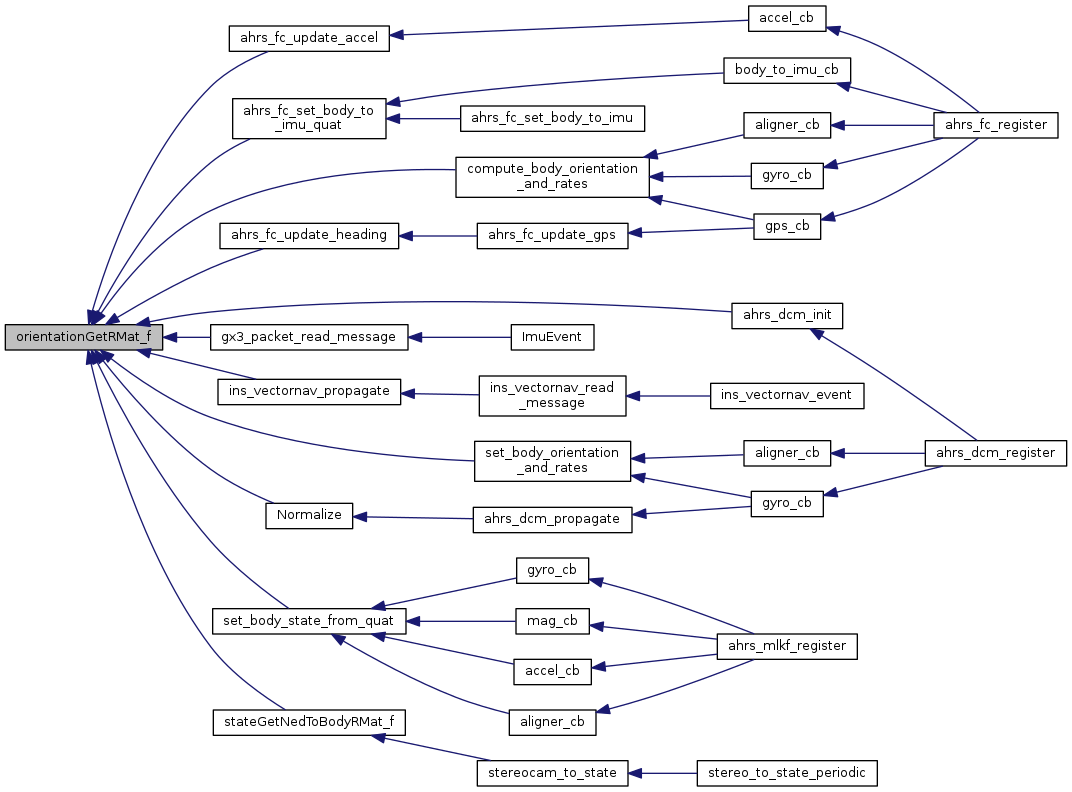 accel_cb
ahrs_fc_update_accel
body_to_imu_cb
ahrs_fc_set_body_to
_imu_quat
ahrs_fc_set_body_to_imu
aligner_cb
ahrs_fc_register
compute_body_orientation
_and_rates
gyro_cb
gps_cb
ahrs_fc_update_heading
ahrs_fc_update_gps
ahrs_dcm_init
orientationGetRMat_f
gx3_packet_read_message
ImuEvent
ins_vectornav_propagate
ins_vectornav_read
_message
ins_vectornav_event
set_body_orientation
_and_rates
aligner_cb
ahrs_dcm_register
gyro_cb
Normalize
ahrs_dcm_propagate
gyro_cb
set_body_state_from_quat
mag_cb
ahrs_mlkf_register
accel_cb
aligner_cb
stateGetNedToBodyRMat_f
stereocam_to_state
stereo_to_state_periodic